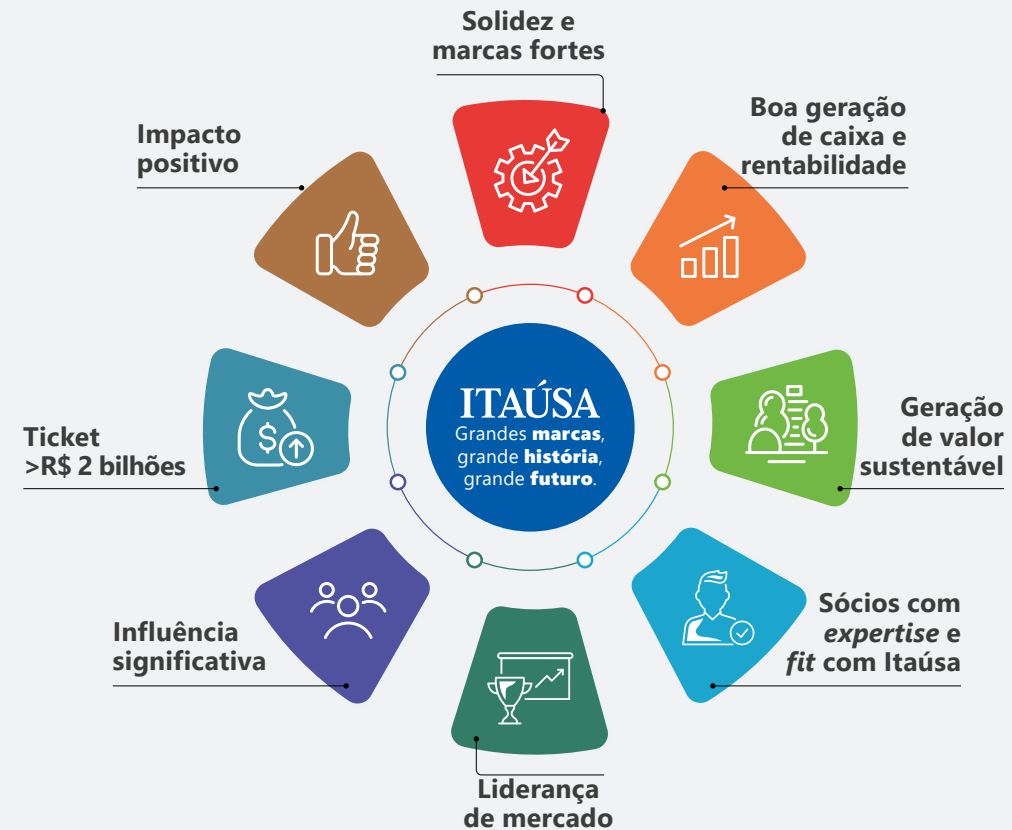 Solidez e
marcas fortes
Boa geração
de caixa e
rentabilidade
Geração
de valor
sustentável
Sócios com
expertise e
fit com Itaúsa
Liderança
de mercado
Influência
significativa
Ticket
>R$ 2 bilhões
Impacto
positivo
$
ITAÚSA
Grandes marcas,
grande história,
grande futuro.